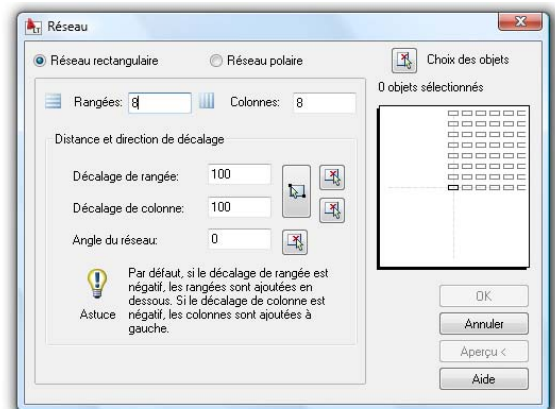 LT Réseau
Réseau rectangulaire Réseau polaire Choix des objets
Rangées: 8 Colonnes: 8
0 objets sélectionnés
Distance et direction de décalage
Décalage de rangée: 100
Décalage de colonne: 100
Angle du réseau: 0
Par défaut, si le décalage de rangée est
négatif, les rangées sont ajoutées en
dessous. Si le décalage de colonne est
Astuce négatif, les colonnes sont ajoutées à
gauche.
OK
Annuler
Aperçu <
Aide